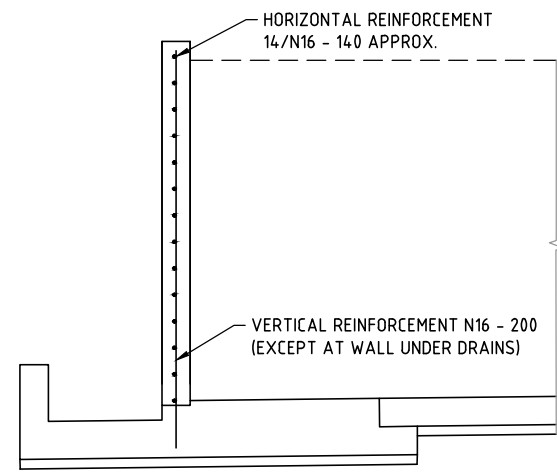 HORIZONTAL REINFORCEMENT
14/N16 - 140 APPROX.
VERTICAL REINFORCEMENT N16 - 200
(EXCEPT AT WALL UNDER DRAINS)